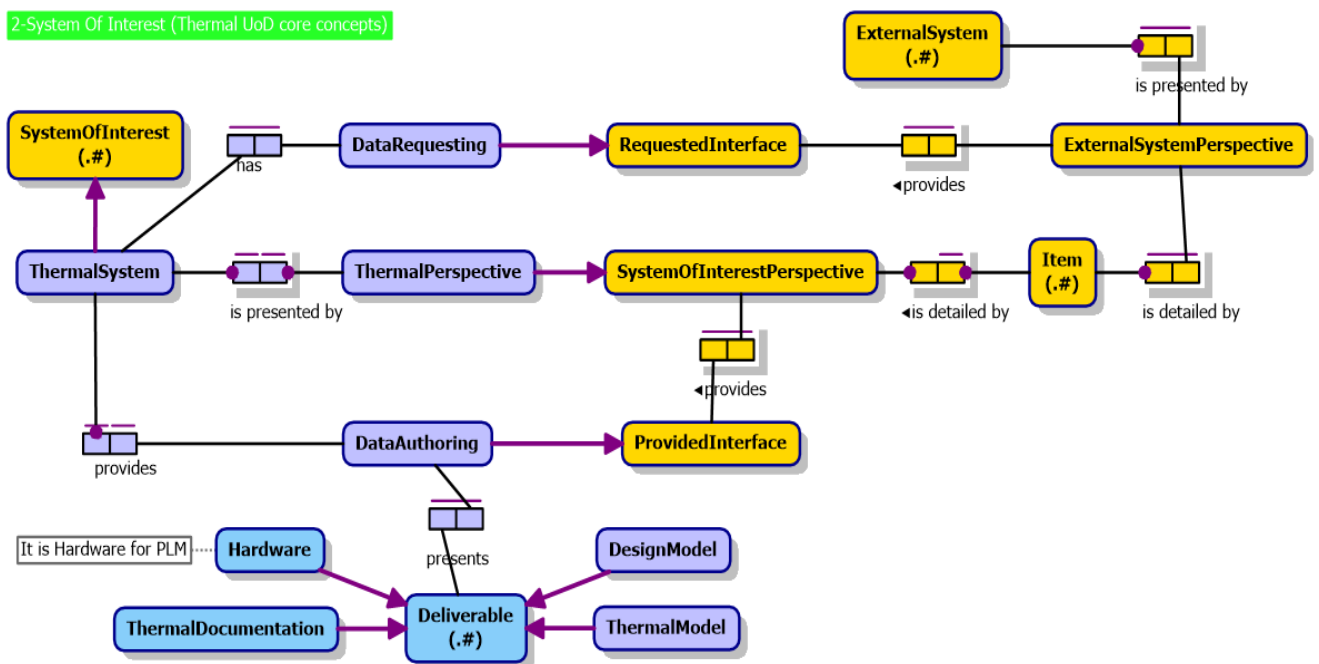 2-System Of Interest (Thermal UoD core concepts)
ExternalSystem
(.#)
is presented by
SystemOfInterest
(.#)
has
DataRequesting
RequestedInterface
◄provides
ExternalSystemPerspective
ThermalSystem
is presented by
ThermalPerspective
SystemOfInterestPerspective
◄is detailed by
Item
(.#)
is detailed by
◄provides
provides
DataAuthoring
ProvidedInterface
presents
It is Hardware for PLM
Hardware
DesignModel
ThermalDocumentation
Deliverable
(.#)
ThermalModel